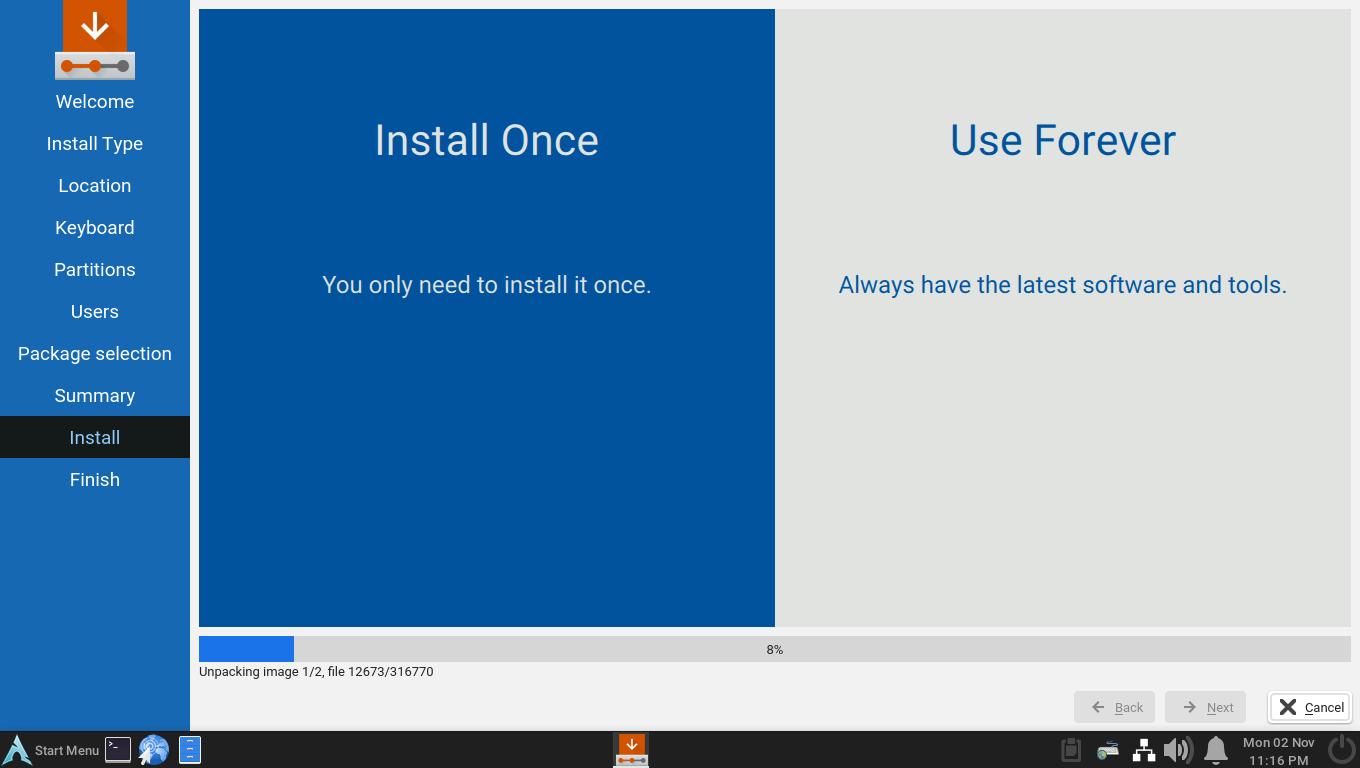 Welcome
Install Type
Location
Keyboard
Partitions
Users
Package selection
Summary
Install
Finish
Install Once
You only need to install it once.
Use Forever
Always have the latest software and tools.
8%
Unpacking image 1/2, file 12673/316770
Back
Next
Cancel
Start Menu
Mon 02 Nov
11:16 PM